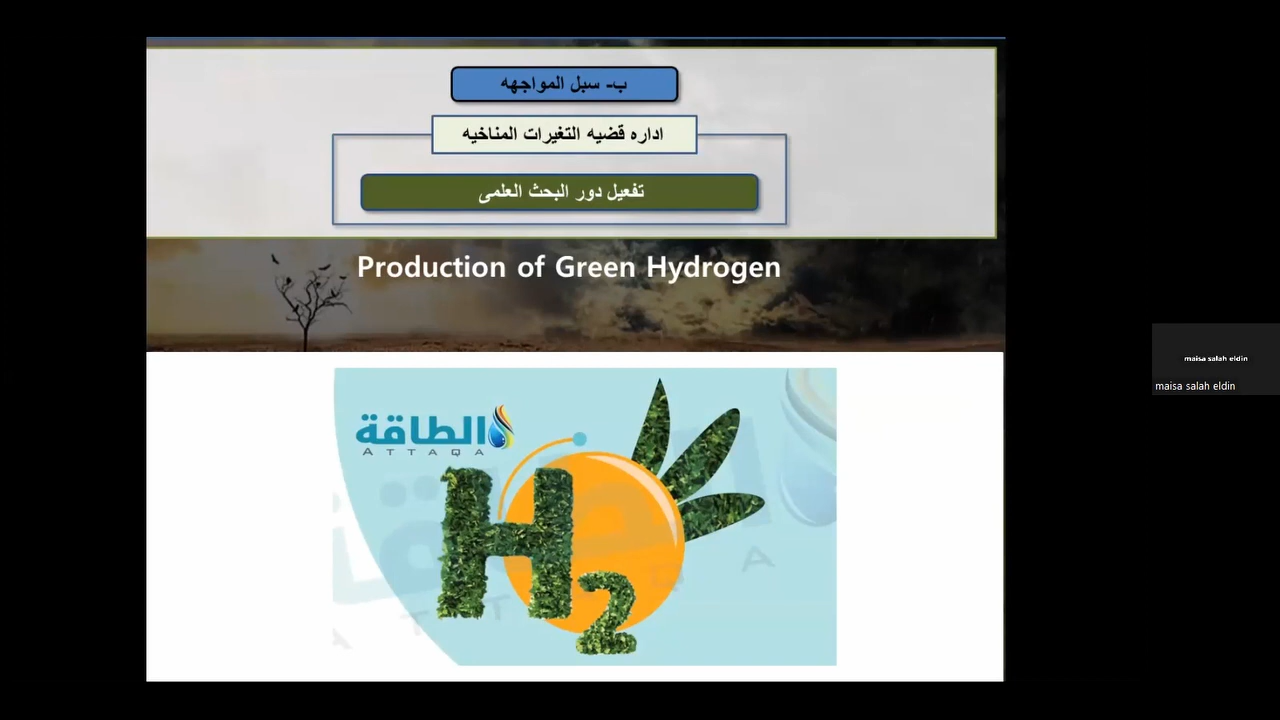 ب- سبل المواجهه
اداره قضيه التغيرات المناخيه
تفعيل دور البحث العلمى
Production of Green Hydrogen
الطاقة
ATTAQA
H2
maisa salah eldin
maisa salah eldin